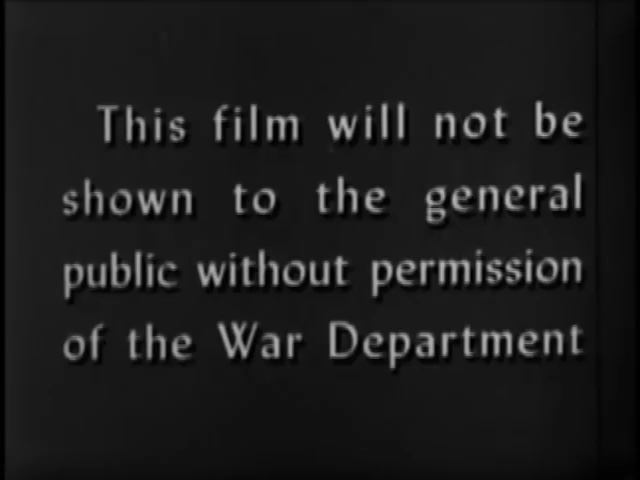 This film will not be
shown to the general
public without permission
of the War Department